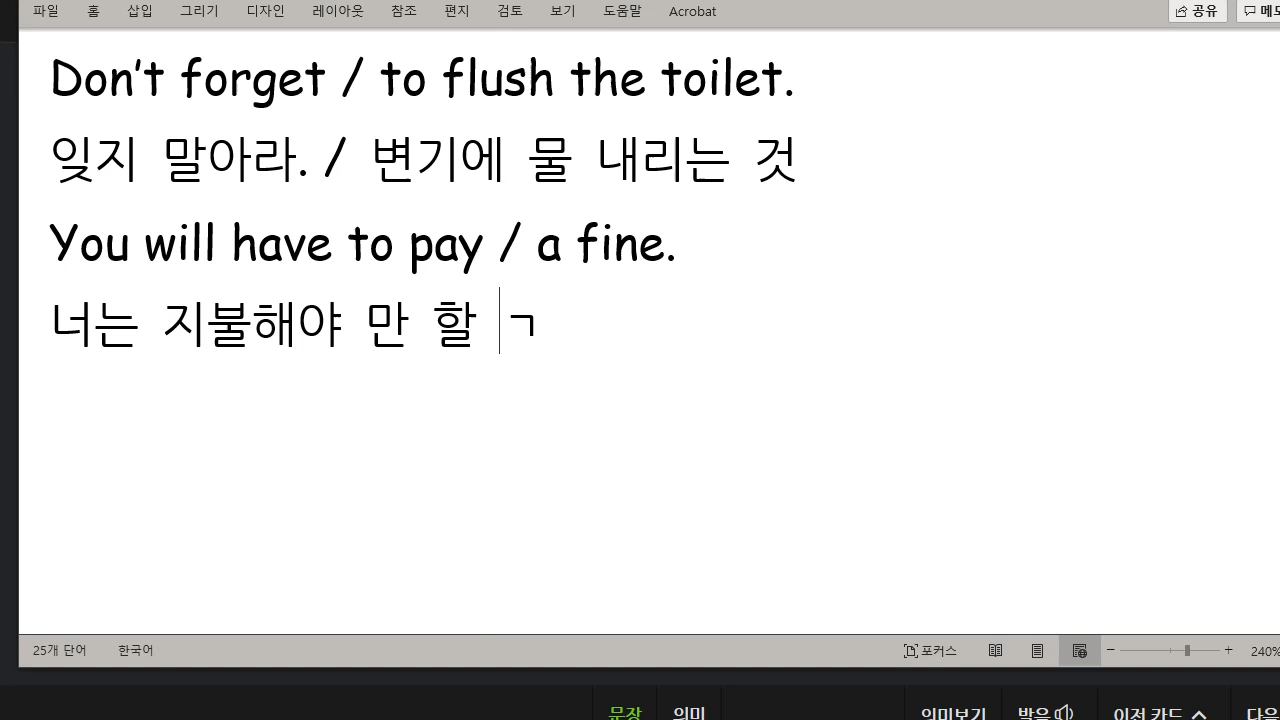 파일 홈 삽입 그리기 디자인 레이아웃 참조 편지 검토 보기 도움말 Acrobat 공유 메모
Don't forget / to flush the toilet.
잊지 말아라. / 변기에 물 내리는 것
You will have to pay / a fine.
너는 지불해야 만 할 ㄱ
25개 단어 한국어 포커스 240%
문장 의미 의미보기 발음 이전 카드 다음